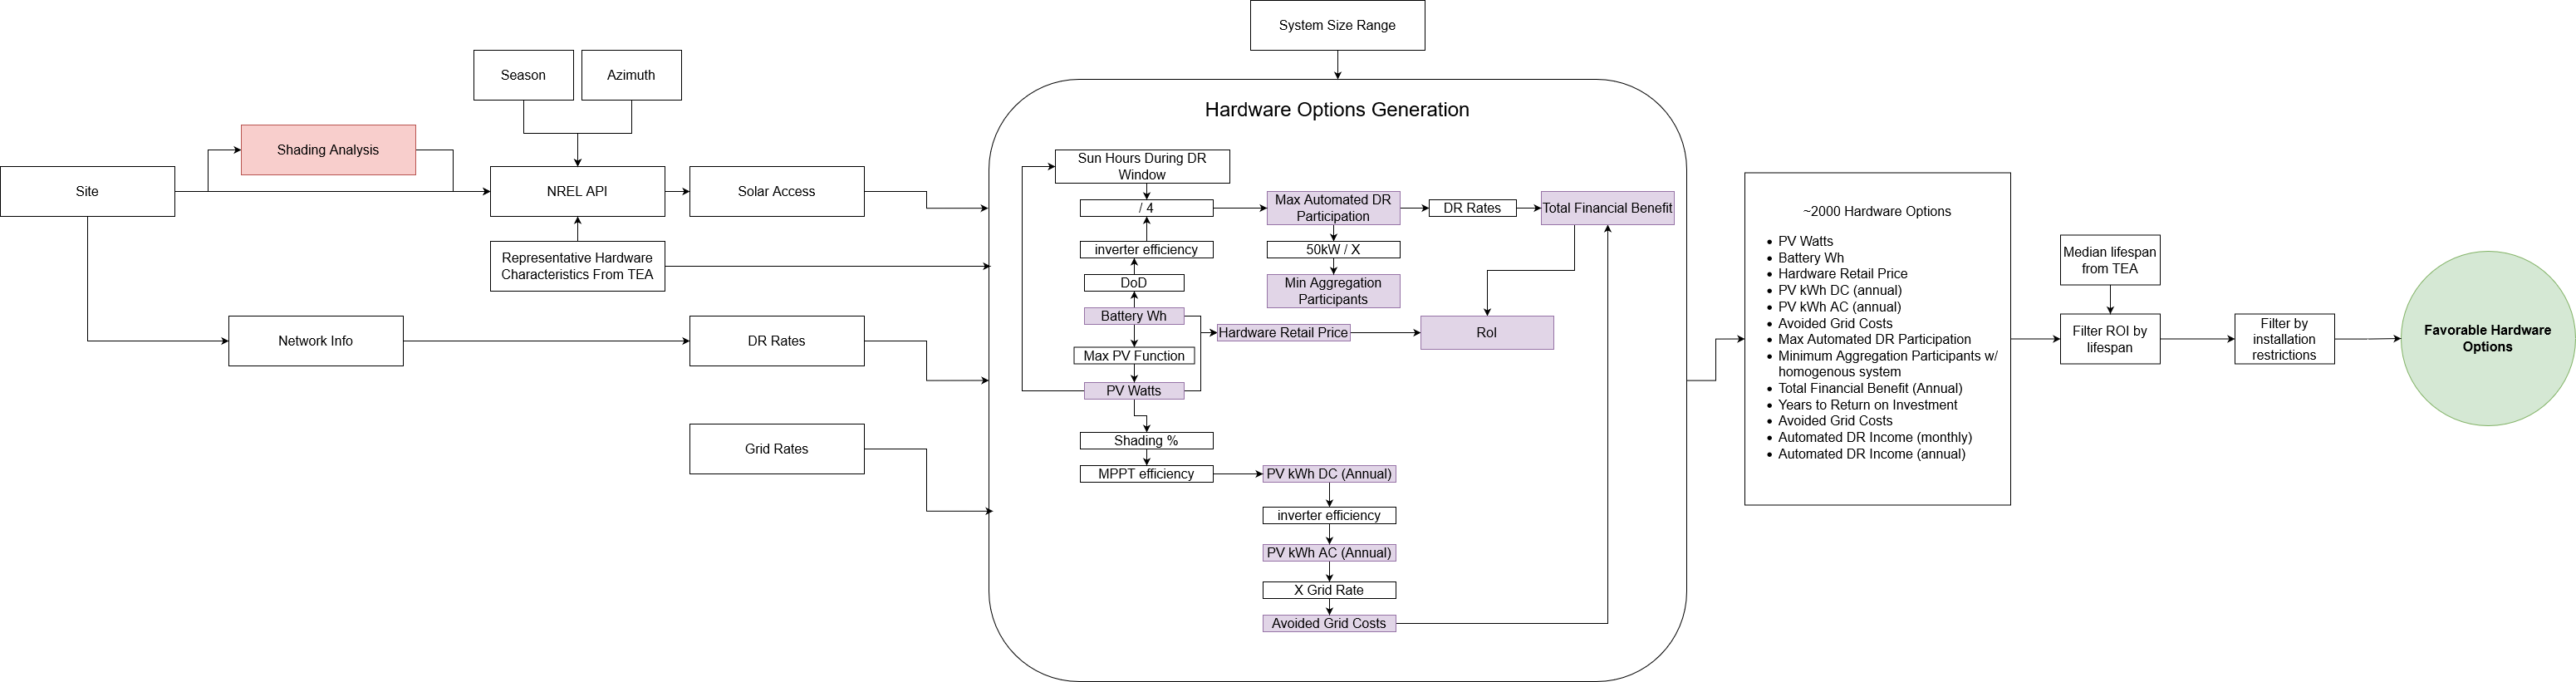 System Size Range
Season
Azimuth
Shading Analysis
Site
NREL API
Solar Access
Representative Hardware
Characteristics From TEA
Network Info
DR Rates
Grid Rates
Hardware Options Generation
Sun Hours During DR
Window
/ 4
inverter efficiency
DoD
Battery Wh
Max PV Function
PV Watts
Shading %
MPPT efficiency
Max Automated DR
Participation
DR Rates
Total Financial Benefit
50kW / X
Min Aggregation
Participants
Hardware Retail Price
RoI
PV kWh DC (Annual)
inverter efficiency
PV kWh AC (Annual)
X Grid Rate
Avoided Grid Costs
~2000 Hardware Options
• PV Watts
• Battery Wh
• Hardware Retail Price
• PV kWh DC (annual)
• PV kWh AC (annual)
• Avoided Grid Costs
• Max Automated DR Participation
• Minimum Aggregation Participants w/
homogenous system
• Total Financial Benefit (Annual)
• Years to Return on Investment
• Avoided Grid Costs
• Automated DR Income (monthly)
• Automated DR Income (annual)
Median lifespan
from TEA
Filter ROI by
lifespan
Filter by
installation
restrictions
Favorable Hardware
Options